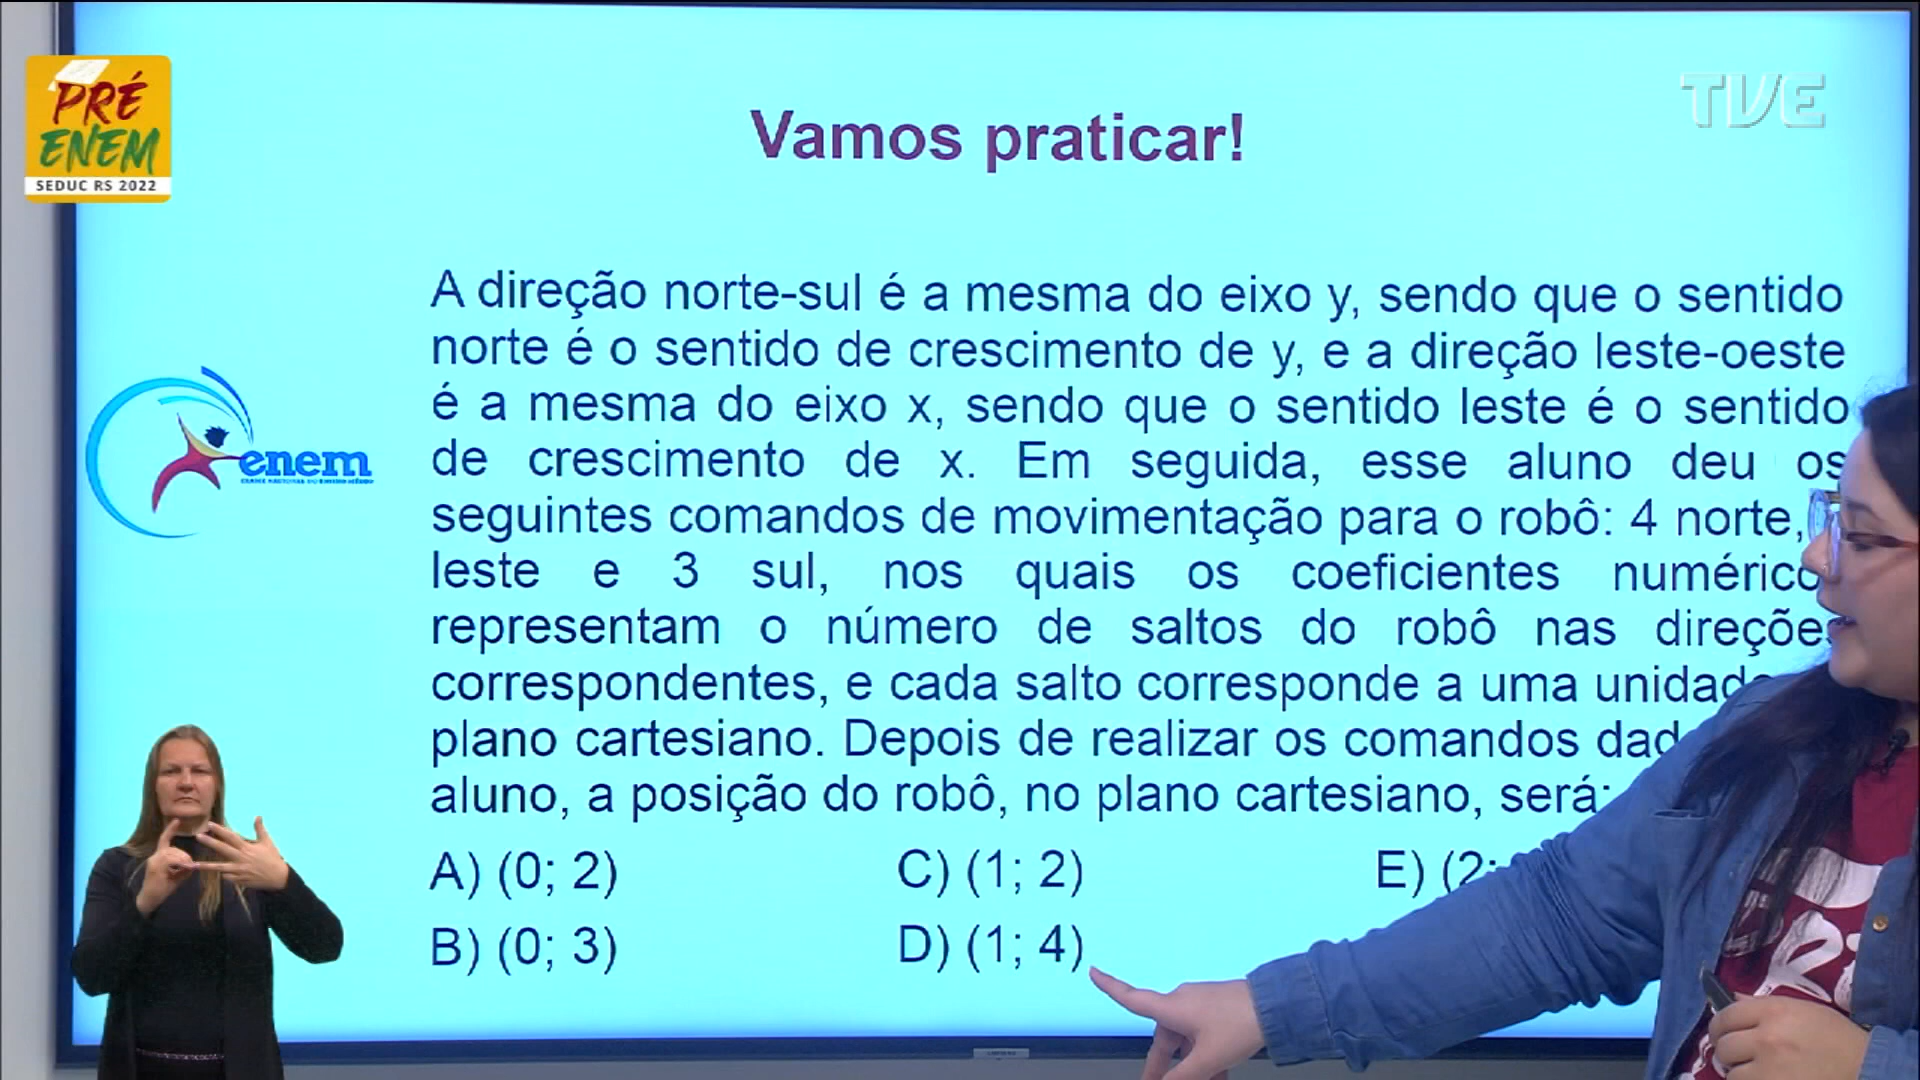 PRÉ
ENEM
SEDUC RS 2022
TVE
Vamos praticar!
A direção norte-sul é a mesma do eixo y, sendo que o sentido
norte é o sentido de crescimento de y, e a direção leste-oeste
é a mesma do eixo x, sendo que o sentido leste é o sentido
de crescimento de x. Em seguida, esse aluno deu os
seguintes comandos de movimentação para o robô: 4 norte,
leste e 3 sul, nos quais os coeficientes
representam o número de saltos do robô nas
correspondentes, e cada salto corresponde a uma
plano cartesiano. Depois de realizar os comandos
aluno, a posição do robô, no plano cartesiano, será:
A) (0; 2)
C) (1; 2)
E) (2;
B) (0; 3)
D) (1; 4)
enem